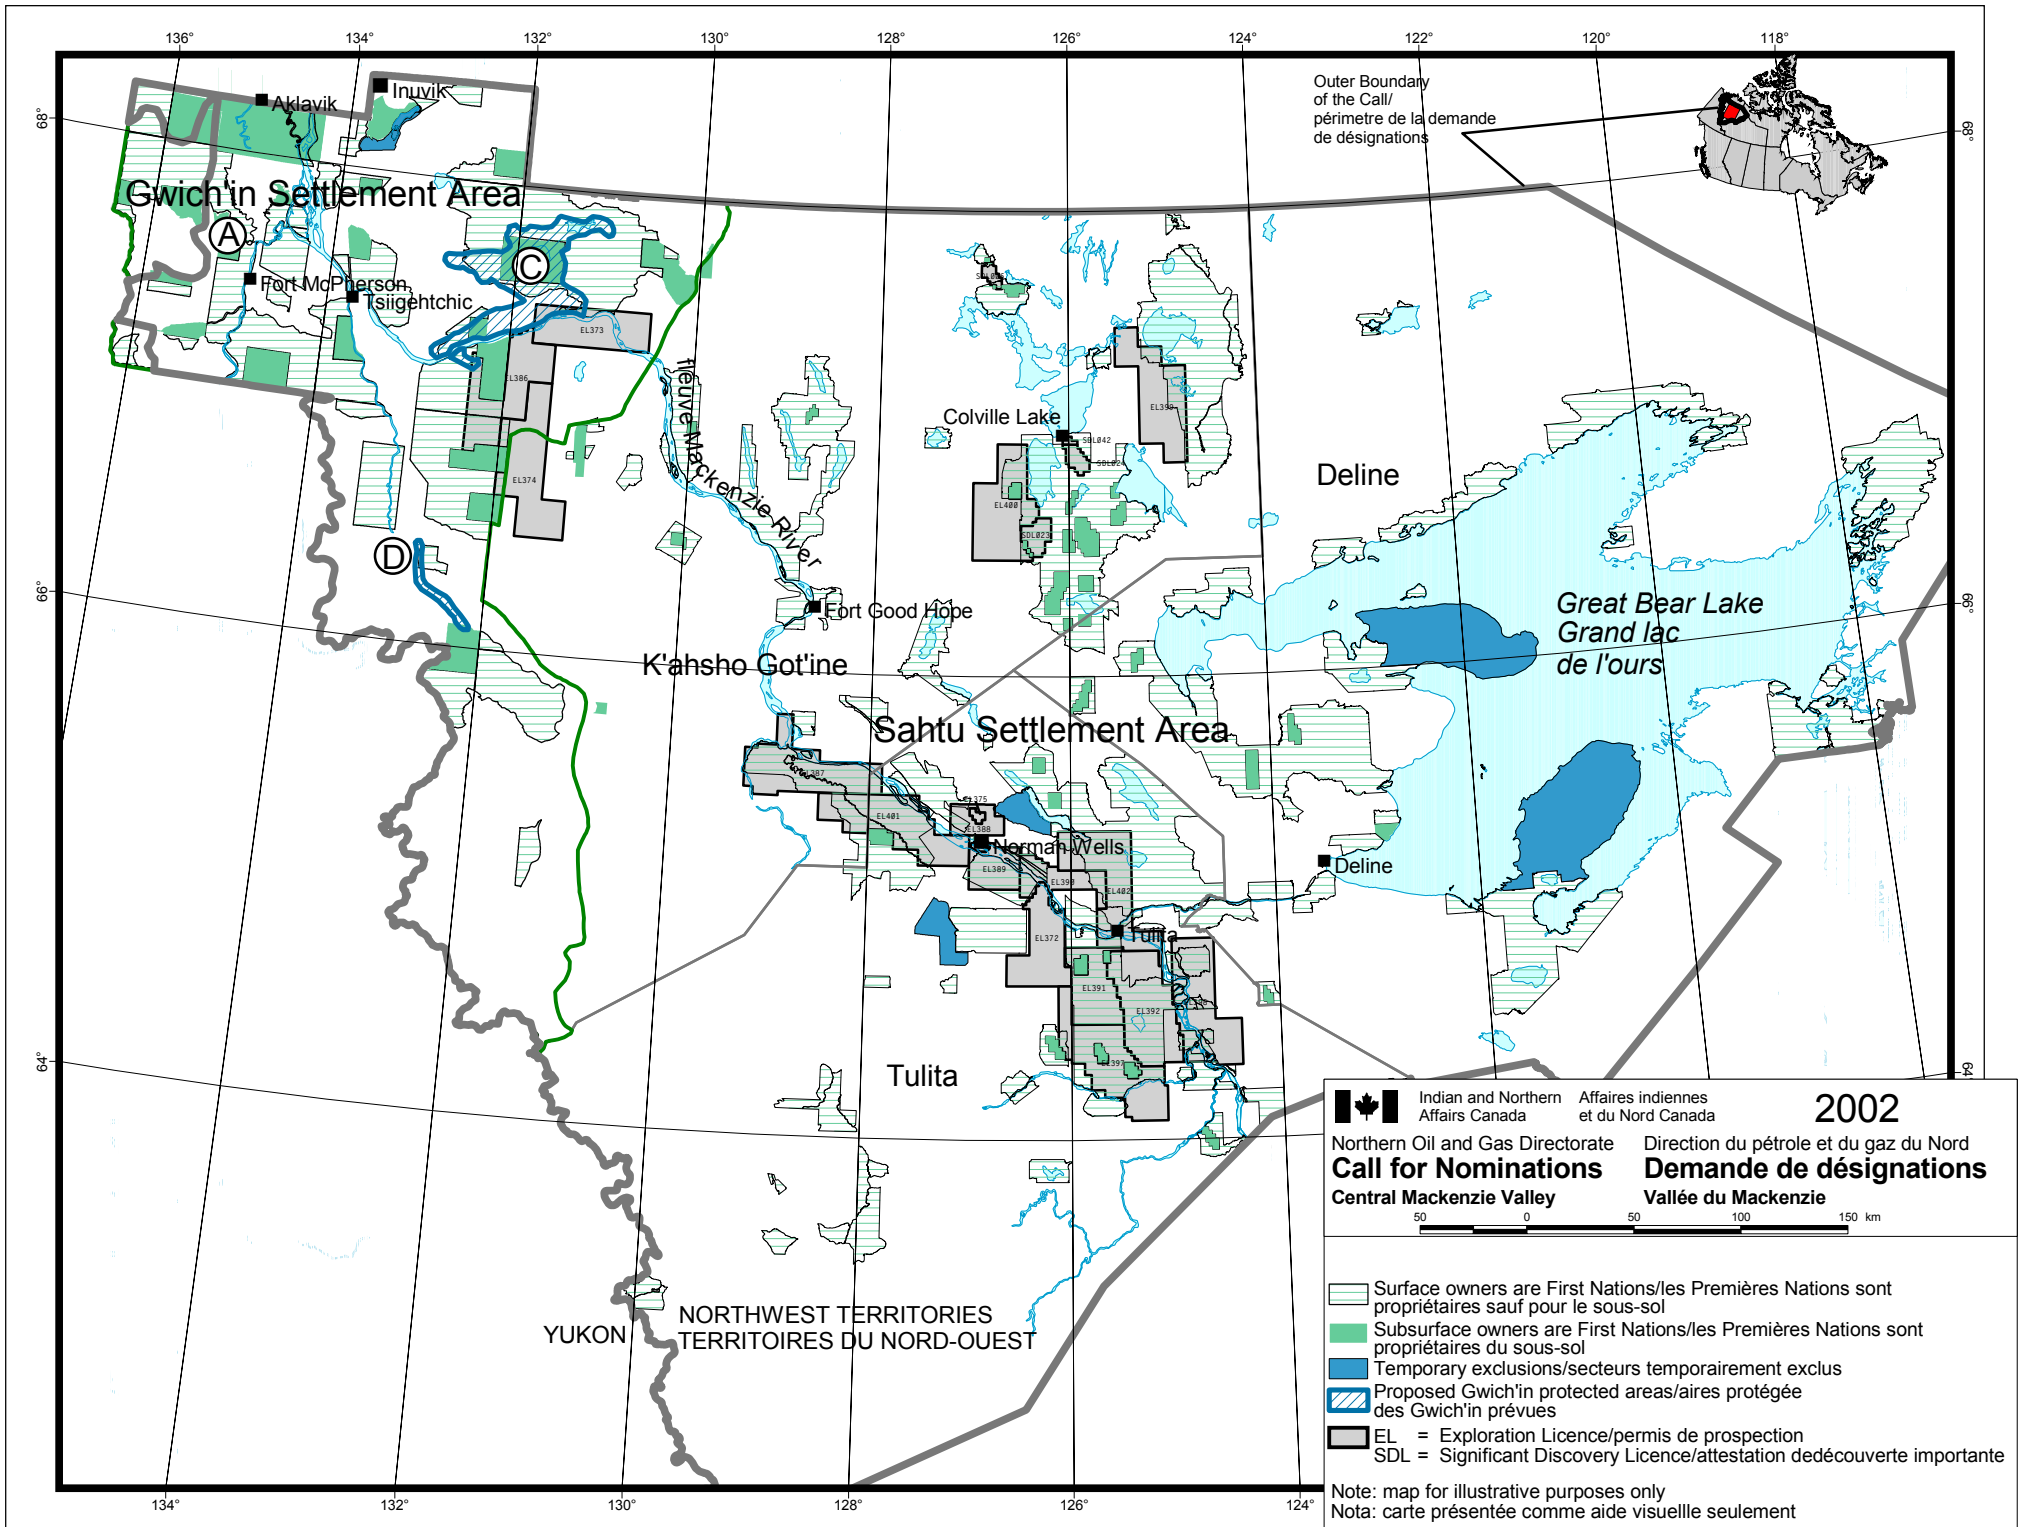 136°
134°
132°
130°
128°
126°
124°
122°
120°
118°
68°
68°
Aklavik
Inuvik
Outer Boundary
of the Call/
périmetre de la demande
de désignations
Gwich'in Settlement Area
A
C
Fort McPherson
Tsiigehtchic
EL373
EL386
fleuve Mackenzie River
Colville Lake
EL399
SDL042
EL374
EL400
SDL023
Deline
D
66°
66°
Fort Good Hope
Great Bear Lake
Grand lac
de l'ours
K'ahsho Got'ine
Sahtu Settlement Area
EL387
EL375
EL401
EL388
Norman Wells
EL389
Deline
EL402
EL372
Tulita
EL391
EL392
EL397
64°
64°
Tulita
Indian and Northern
Affairs Canada
Affaires indiennes
et du Nord Canada
2002
Northern Oil and Gas Directorate
Direction du pétrole et du gaz du Nord
Call for Nominations
Demande de désignations
Central Mackenzie Valley
Vallée du Mackenzie
50 0 50 100 150 km
Surface owners are First Nations/les Premières Nations sont
propriétaires sauf pour le sous-sol
Subsurface owners are First Nations/les Premières Nations sont
propriétaires du sous-sol
Temporary exclusions/secteurs temporairement exclus
Proposed Gwich'in protected areas/aires protégée
des Gwich'in prévues
EL = Exploration Licence/permis de prospection
SDL = Significant Discovery Licence/attestation dedécouverte importante
Note: map for illustrative purposes only
Nota: carte présentée comme aide visuellle seulement
NORTHWEST TERRITORIES
TERRITOIRES DU NORD-OUEST
YUKON
134°
132°
130°
128°
126°
124°